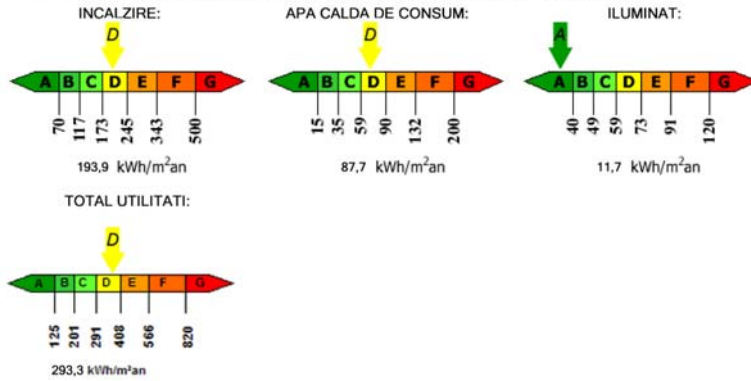 INCALZIRE:
D
A B C D E F G
70 117 173 245 343 500
193,9 kWh/m²an
APA CALDA DE CONSUM:
D
A B C D E F G
15 35 59 90 132 200
87,7 kWh/m²an
ILUMINAT:
A
A B C D E F G
40 49 59 73 91 120
11,7 kWh/m²an
TOTAL UTILITATI:
D
A B C D E F G
125 201 291 408 566 820
293,3 kWh/m²an